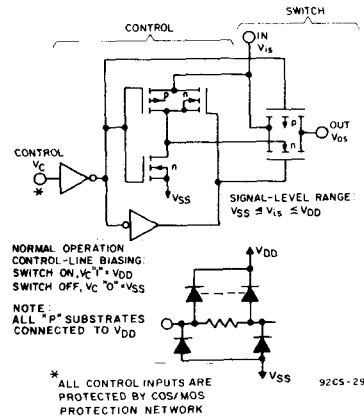 SWITCH
CONTROL
IN
Vis
p n
p
n
n
OUT
Vos
CONTROL
VC
*
VSS
SIGNAL-LEVEL RANGE:
VSS ≤ Vis ≤ VDD
NORMAL OPERATION
CONTROL-LINE BIASING:
SWITCH ON, VC "1" = VDD
SWITCH OFF, VC "0" = VSS
VDD
NOTE:
ALL "P" SUBSTRATES
CONNECTED TO VDD
VSS
* ALL CONTROL INPUTS ARE
PROTECTED BY COS/MOS
PROTECTION NETWORK
92CS-29